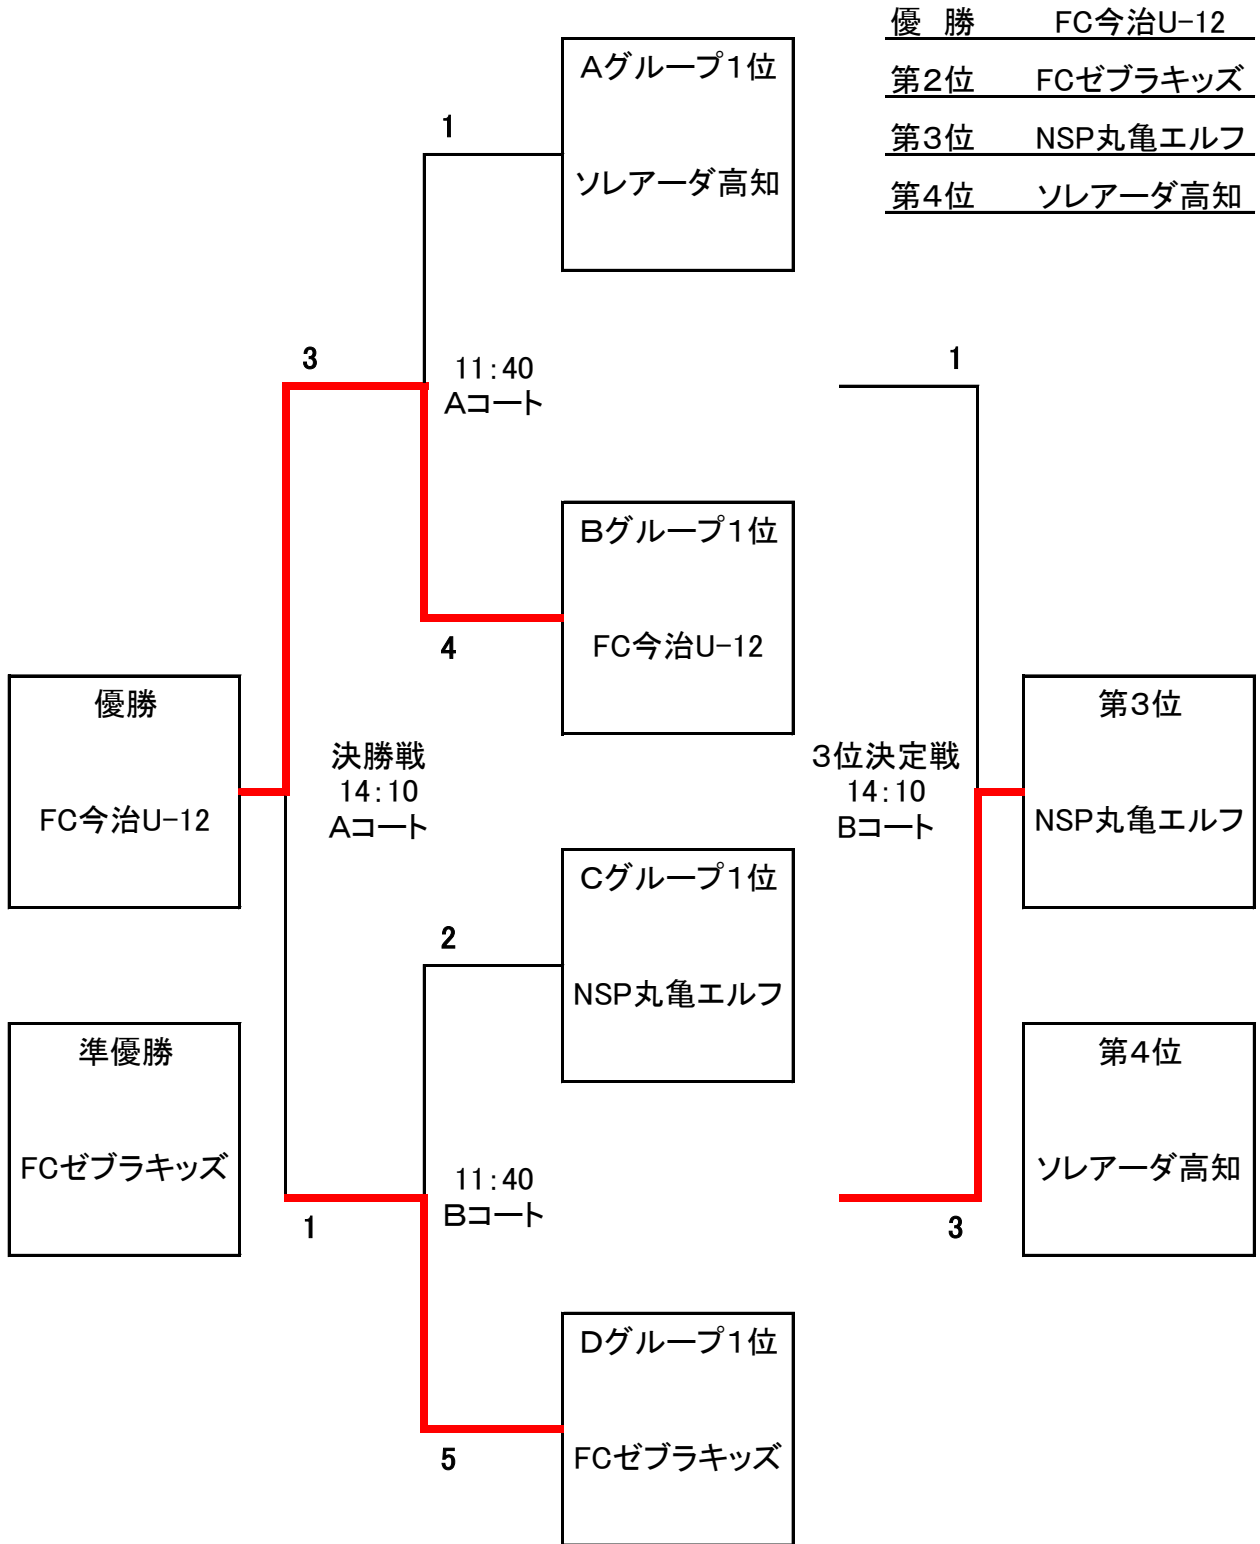 優 勝 FC今治U-12
第2位 FCゼブラキッズ
第3位 NSP丸亀エルフ
第4位 ソレアーダ高知
Aグループ1位
ソレアーダ高知
1
3
11:40
Aコート
1
Bグループ1位
FC今治U-12
4
優勝
FC今治U-12
決勝戦
14:10
Aコート
3位決定戦
14:10
Bコート
第3位
NSP丸亀エルフ
Cグループ1位
NSP丸亀エルフ
2
準優勝
FCゼブラキッズ
11:40
Bコート
1
3
第4位
ソレアーダ高知
Dグループ1位
FCゼブラキッズ
5